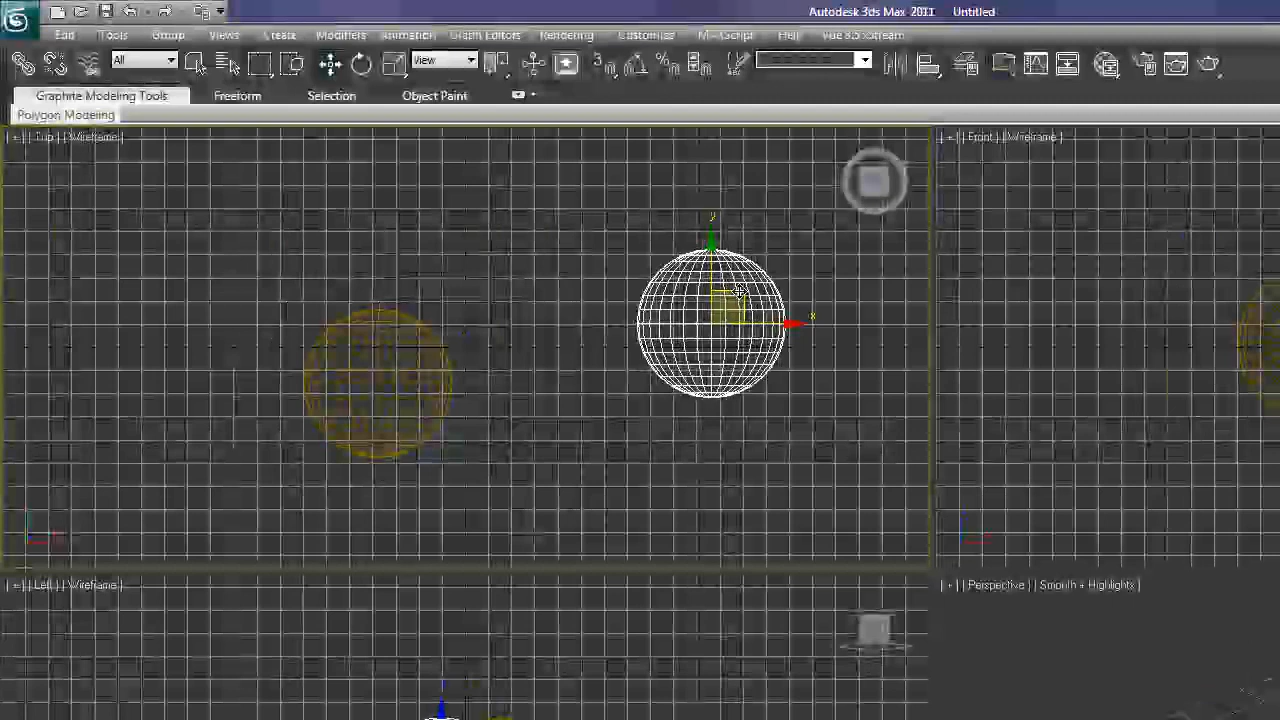 Autodesk 3ds Max 2011 Untitled
Edit Tools Group Views Create Modifiers Animation Graph Editors Rendering Customize MAXScript Help Vue 8.5 xStream
All View
Graphite Modeling Tools Freeform Selection Object Paint
Polygon Modeling
[ + ] [ Top ] [ Wireframe ] [ + ] [ Front ] [ Wireframe ]
y
x
[ + ] [ Left ] [ Wireframe ] [ + ] [ Perspective ] [ Smooth + Highlights ]